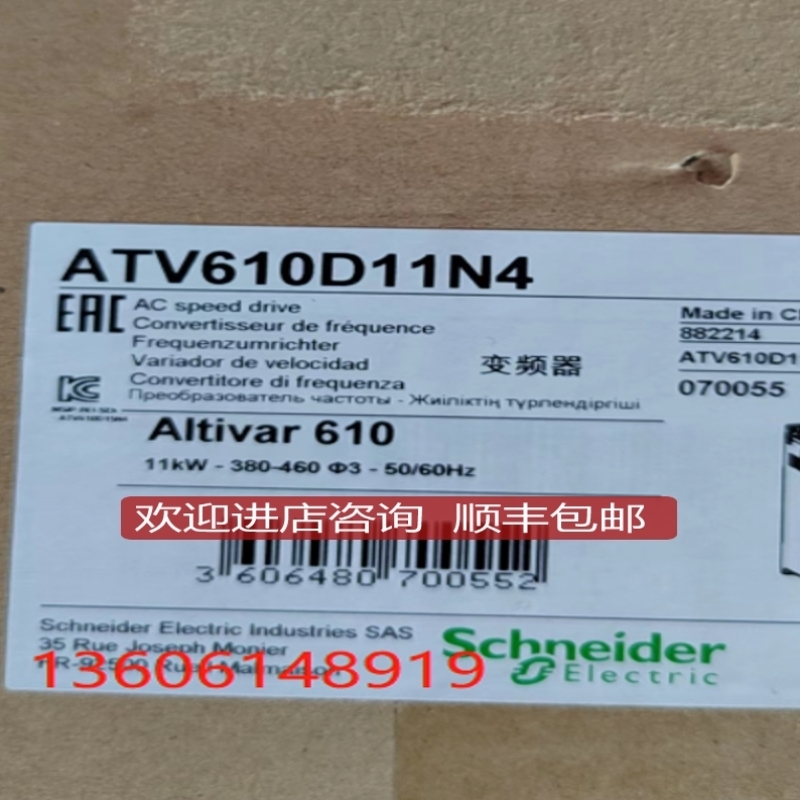 ATV610D11N4
EAC
AC speed drive
Convertisseur de fréquence
Frequenzumrichter
Variador de velocidad
Convertitore di frequenza
Преобразователь частоты - Жиіліктің түрлендіргіші
变频器
Made in C
882214
ATV610D1
070055
Altivar 610
11kW - 380-460 Φ3 - 50/60Hz
欢迎进店咨询 顺丰包邮
3 606480 700552
Schneider Electric Industries SAS
35 Rue Joseph Monier
13606148919
Schneider
Electric